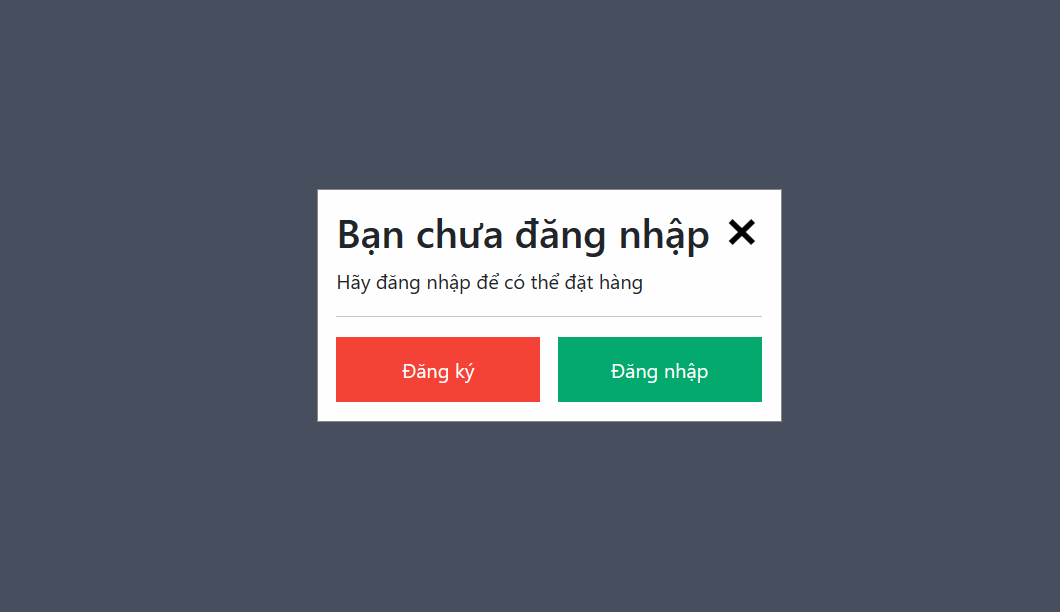 Bạn chưa đăng nhập
Hãy đăng nhập để có thể đặt hàng
Đăng ký
Đăng nhập